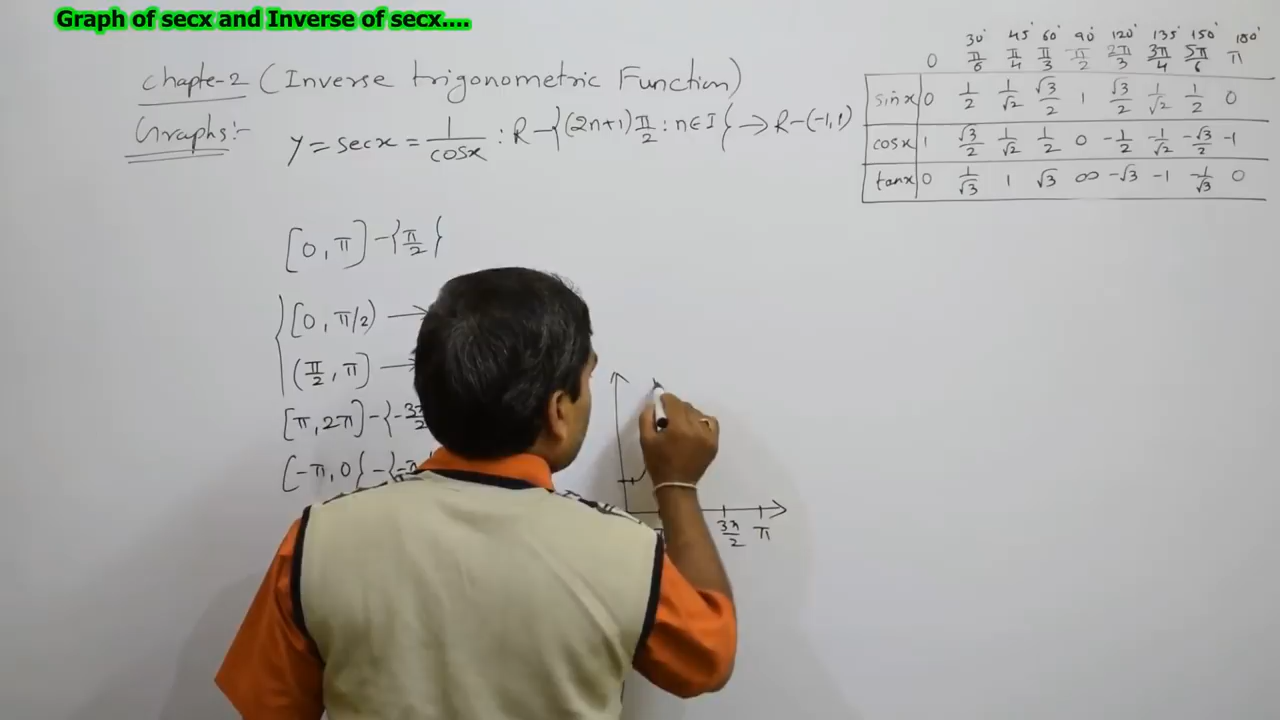 Graph of secx and Inverse of secx....
Chapte-2 (Inverse trigonometric Function)
Graphs:- y = secx = 1/cosx : R - {(2n+1)π/2 : n∈I} → R-(-1,1)
30° 45° 60° 90° 120° 135° 150° 180°
0 π/6 π/4 π/3 π/2 2π/3 3π/4 5π/6 π
sinx 0 1/2 1/√2 √3/2 1 √3/2 1/√2 1/2 0
cosx 1 √3/2 1/√2 1/2 0 -1/2 -1/√2 -√3/2 -1
tanx 0 1/√3 1 √3 ∞ -√3 -1 -1/√3 0
[0, π] - {π/2}
[0, π/2) →
(π/2, π] →
[π, 2π] - {-3π/2
[-π, 0} - {-π
3π/2 π